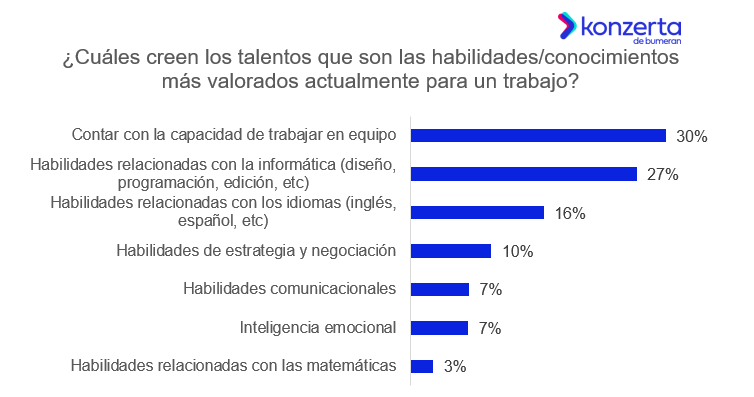 konzerta
de bumeran
¿Cuáles creen los talentos que son las habilidades/conocimientos
más valorados actualmente para un trabajo?
Contar con la capacidad de trabajar en equipo
30%
Habilidades relacionadas con la informática (diseño,
programación, edición, etc)
27%
Habilidades relacionadas con los idiomas (inglés,
español, etc)
16%
Habilidades de estrategia y negociación
10%
Habilidades comunicacionales
7%
Inteligencia emocional
7%
Habilidades relacionadas con las matemáticas
3%